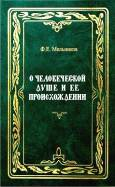 Ф.Е. Мельников
О ЧЕЛОВЕЧЕСКОЙ
ДУШЕ И ЕЕ
ПРОИСХОЖДЕНИИ